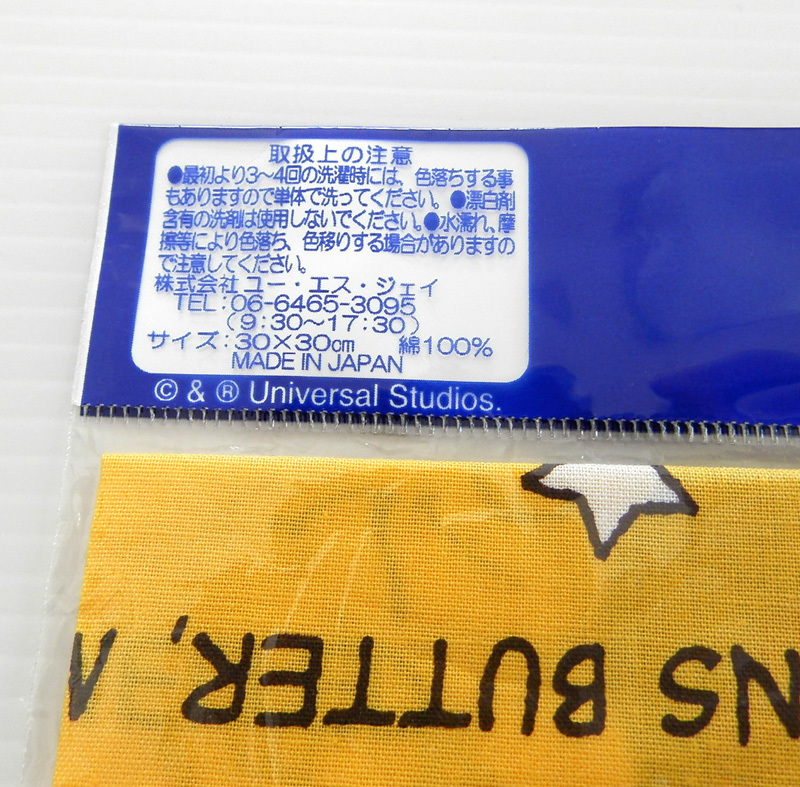 取扱上の注意
●最初より3～4回の洗濯時には、色落ちする事
もありますので単体で洗ってください。●漂白剤
含有の洗剤は使用しないでください。●水濡れ、摩
擦等により色落ち、色移りする場合がありますの
で注意してください。
株式会社 ユー・エス・ジェイ
TEL:06-6465-3095
(9:30～17:30)
サイズ:30×30cm 綿100%
MADE IN JAPAN
© & ® Universal Studios.
NS BUTTER,